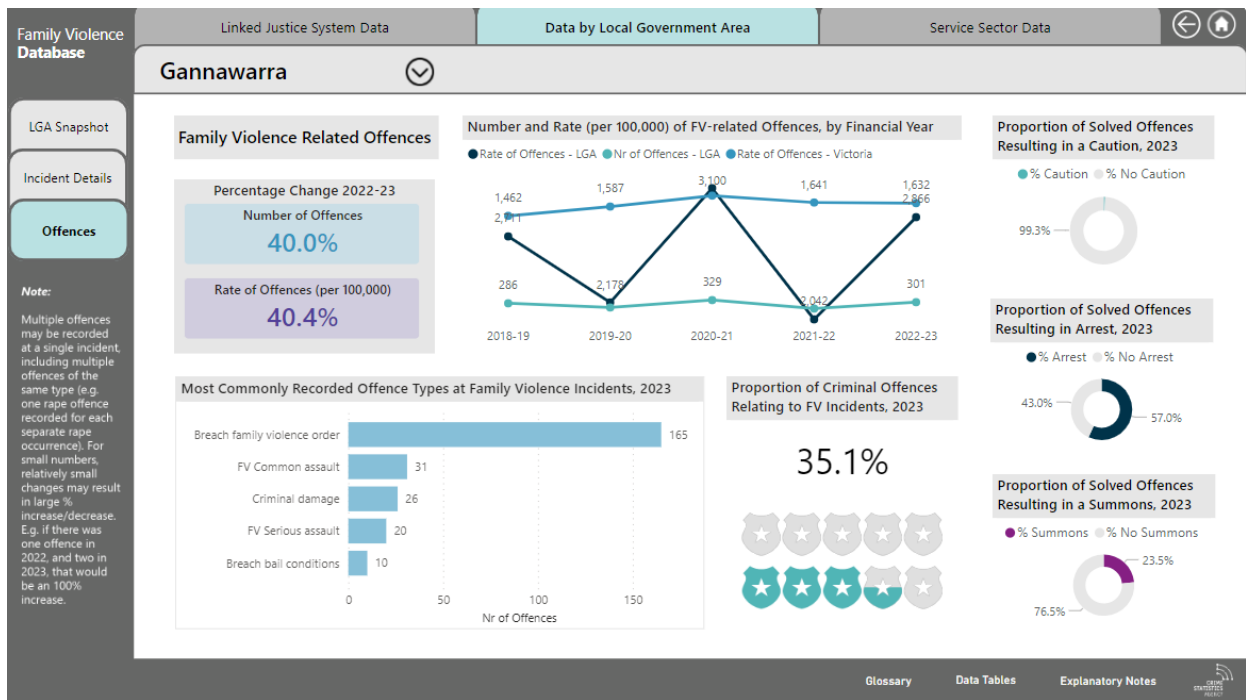 Family Violence
Database
Linked Justice System Data
Data by Local Government Area
Service Sector Data
Gannawarra
LGA Snapshot
Incident Details
Offences
Note:
Multiple offences
may be recorded
at a single incident,
including multiple
offences of the
same type (e.g.
one rape offence
recorded for each
separate rape
occurrence). For
small numbers,
relatively small
changes may result
in large %
increase/decrease.
E.g. if there was
one offence in
2022, and two in
2023, that would
be an 100%
increase.
Family Violence Related Offences
Percentage Change 2022-23
Number of Offences
40.0%
Rate of Offences (per 100,000)
40.4%
Number and Rate (per 100,000) of FV-related Offences, by Financial Year
Rate of Offences - LGA Nr of Offences - LGA Rate of Offences - Victoria
1,462 1,587 3,100 1,641 1,632
2,711 2,866
286 2,178 329 2,042 301
2018-19 2019-20 2020-21 2021-22 2022-23
Most Commonly Recorded Offence Types at Family Violence Incidents, 2023
Breach family violence order 165
FV Common assault 31
Criminal damage 26
FV Serious assault 20
Breach bail conditions 10
0 50 100 150
Nr of Offences
Proportion of Criminal Offences
Relating to FV Incidents, 2023
35.1%
Proportion of Solved Offences
Resulting in a Caution, 2023
% Caution % No Caution
99.3%
Proportion of Solved Offences
Resulting in Arrest, 2023
% Arrest % No Arrest
43.0%
57.0%
Proportion of Solved Offences
Resulting in a Summons, 2023
% Summons % No Summons
23.5%
76.5%
Glossary
Data Tables
Explanatory Notes
CRIME
STATISTICS
AGENCY